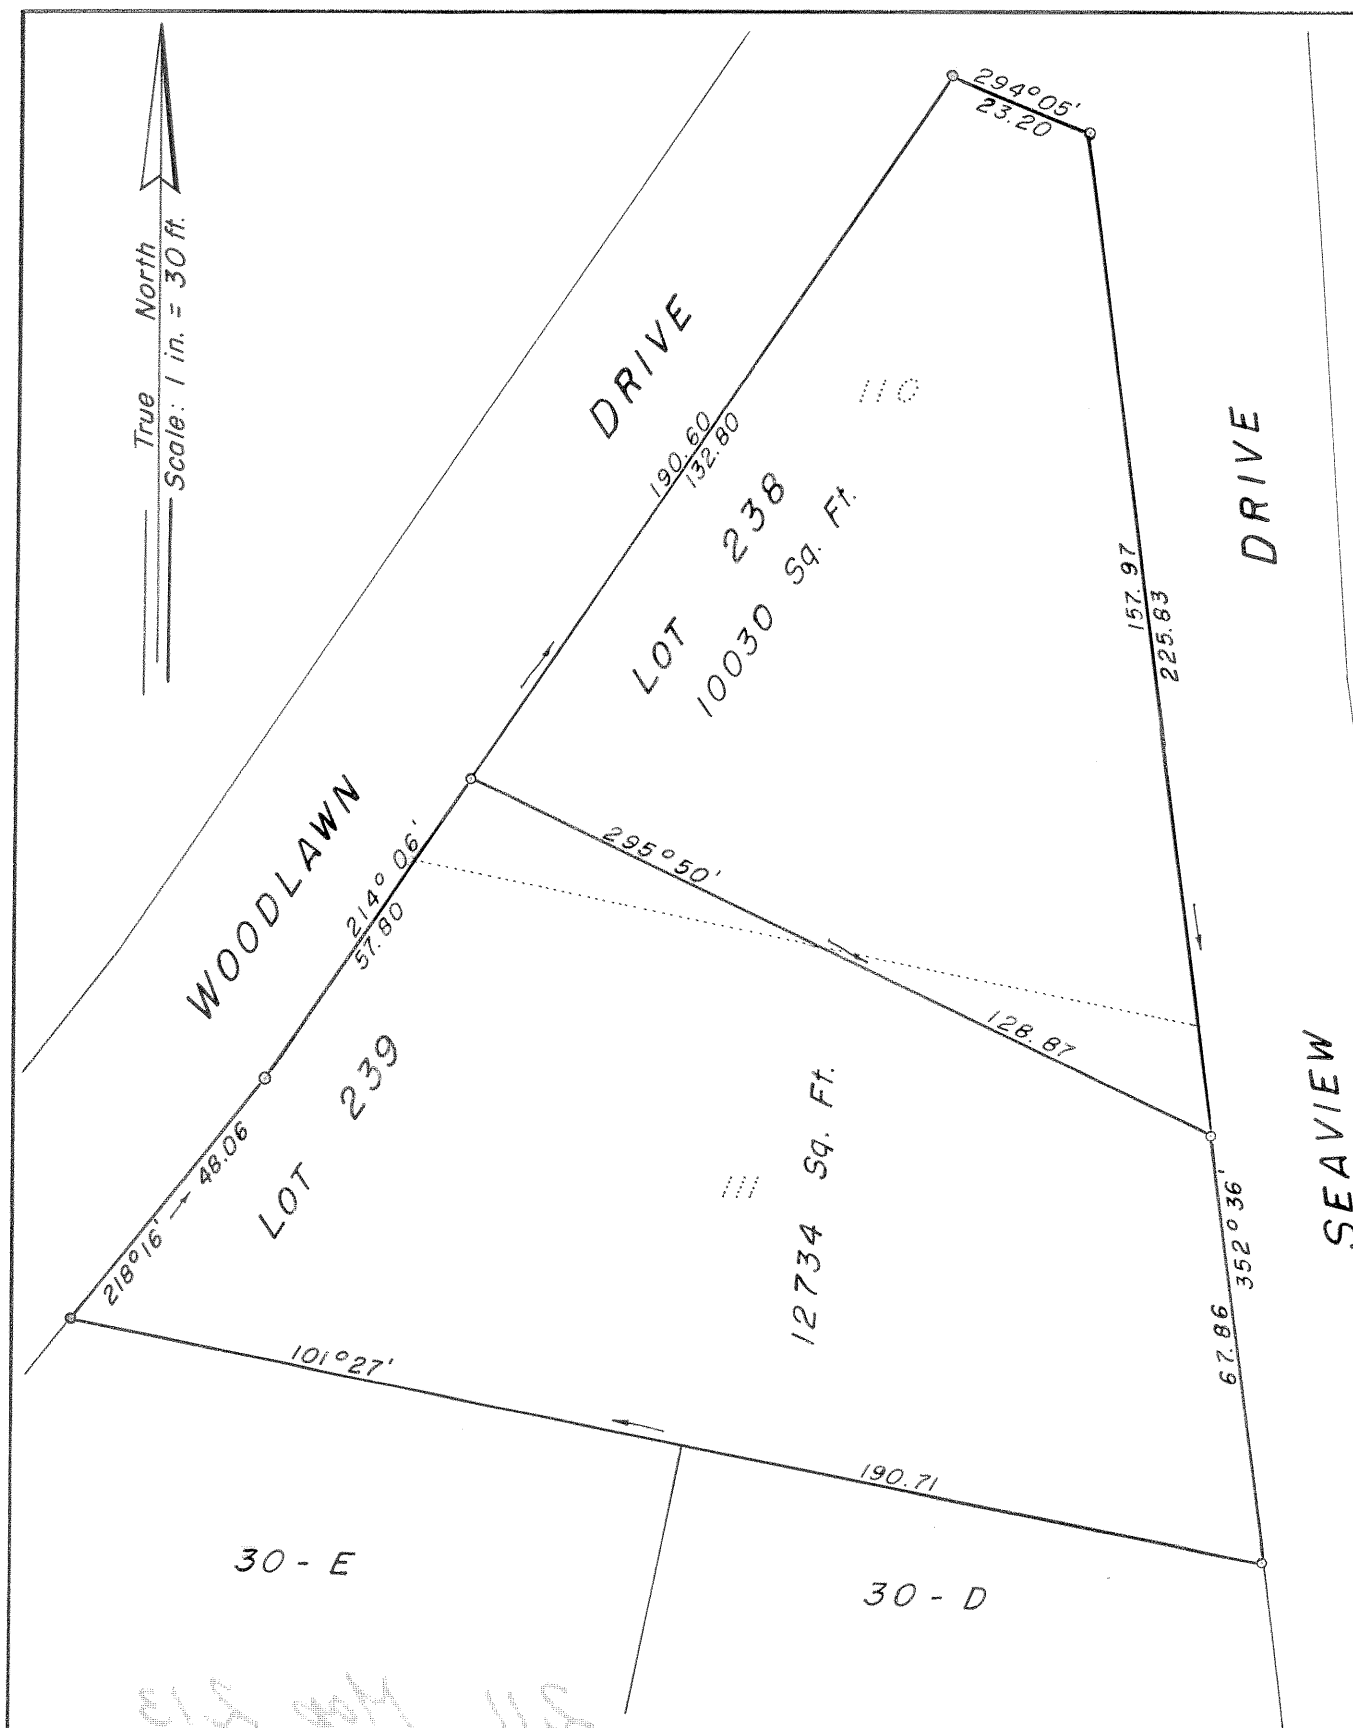 True North
Scale: 1 in. = 30 ft.
294°05'
23.20
DRIVE
190.60
132.80
110
LOT 238
10030 Sq. Ft.
DRIVE
157.97
225.83
WOODLAWN
214°06'
57.80
295°50'
128.87
LOT 239
12734 Sq. Ft.
111
SEAVIEW
352°36'
67.86
218°16'
48.06
101°27'
190.71
30-E
30-D